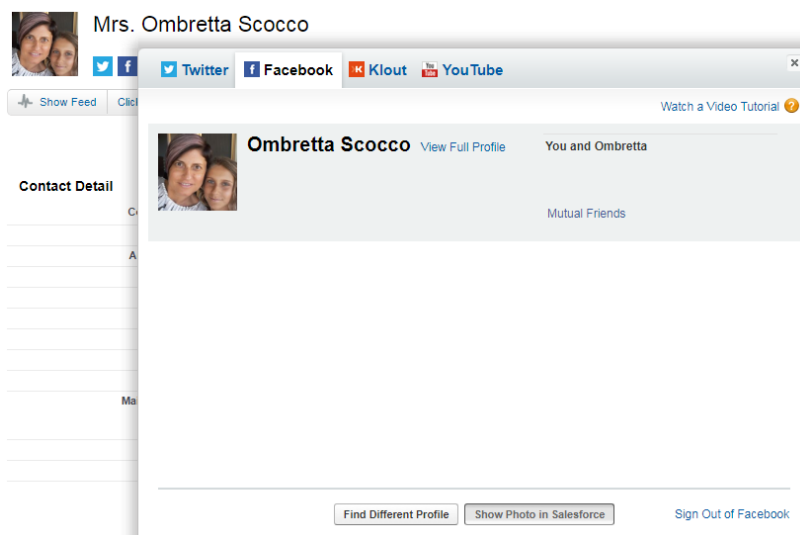 Mrs. Ombretta Scocco
Twitter Facebook Klout YouTube
Show Feed
Watch a Video Tutorial ?
Ombretta Scocco View Full Profile You and Ombretta
Mutual Friends
Contact Detail
Find Different Profile Show Photo in Salesforce Sign Out of Facebook